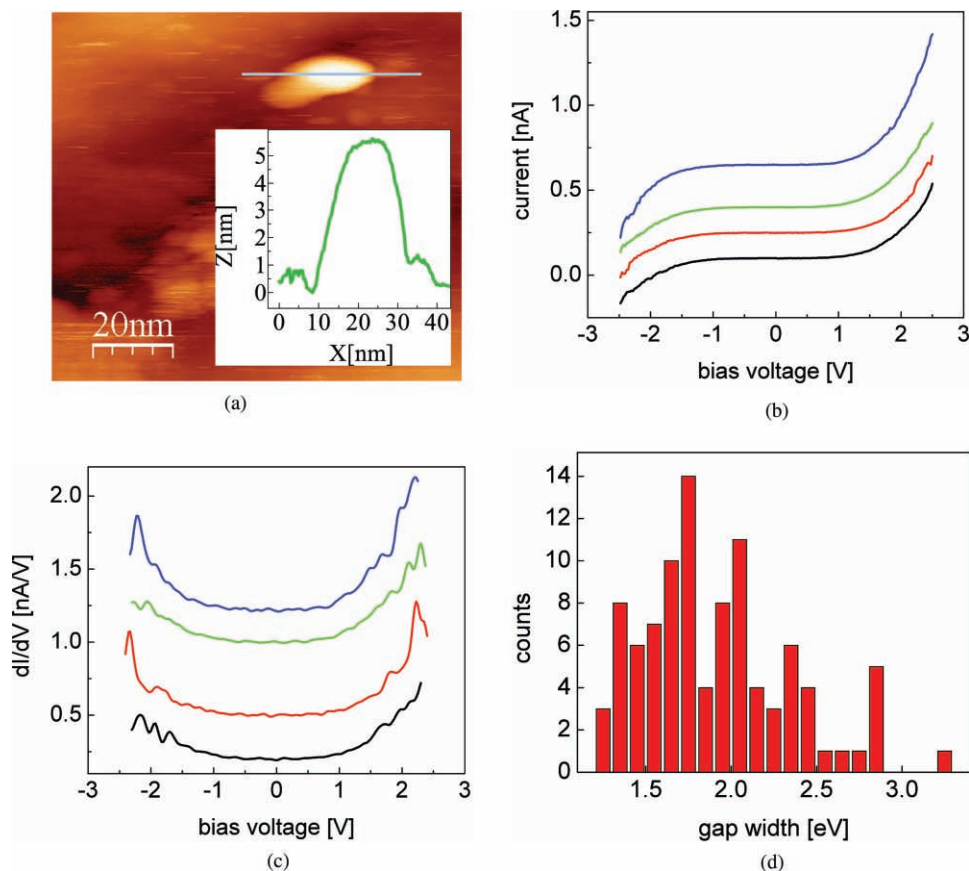 20nm
Z[nm]
5
4
3
2
1
0
0 10 20 30 40
X[nm]
(a)
current [nA]
1.5
1.0
0.5
0.0
-3 -2 -1 0 1 2 3
bias voltage [V]
(b)
dI/dV [nA/V]
2.0
1.5
1.0
0.5
-3 -2 -1 0 1 2 3
bias voltage [V]
(c)
counts
14
12
10
8
6
4
2
0
1.5 2.0 2.5 3.0
gap width [eV]
(d)